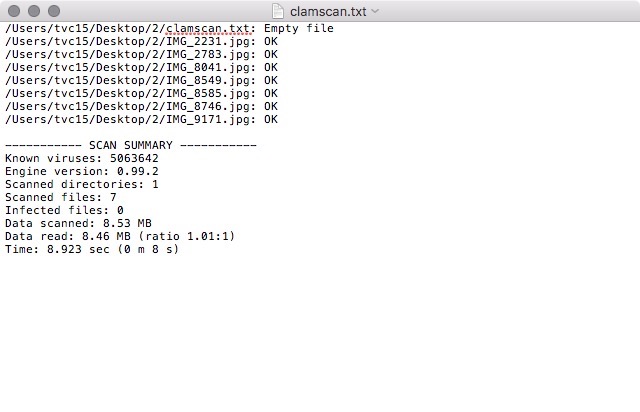 clamscan.txt
/Users/tvc15/Desktop/2/clamscan.txt: Empty file
/Users/tvc15/Desktop/2/IMG_2231.jpg: OK
/Users/tvc15/Desktop/2/IMG_2783.jpg: OK
/Users/tvc15/Desktop/2/IMG_8041.jpg: OK
/Users/tvc15/Desktop/2/IMG_8549.jpg: OK
/Users/tvc15/Desktop/2/IMG_8585.jpg: OK
/Users/tvc15/Desktop/2/IMG_8746.jpg: OK
/Users/tvc15/Desktop/2/IMG_9171.jpg: OK
----------- SCAN SUMMARY -----------
Known viruses: 5063642
Engine version: 0.99.2
Scanned directories: 1
Scanned files: 7
Infected files: 0
Data scanned: 8.53 MB
Data read: 8.46 MB (ratio 1.01:1)
Time: 8.923 sec (0 m 8 s)